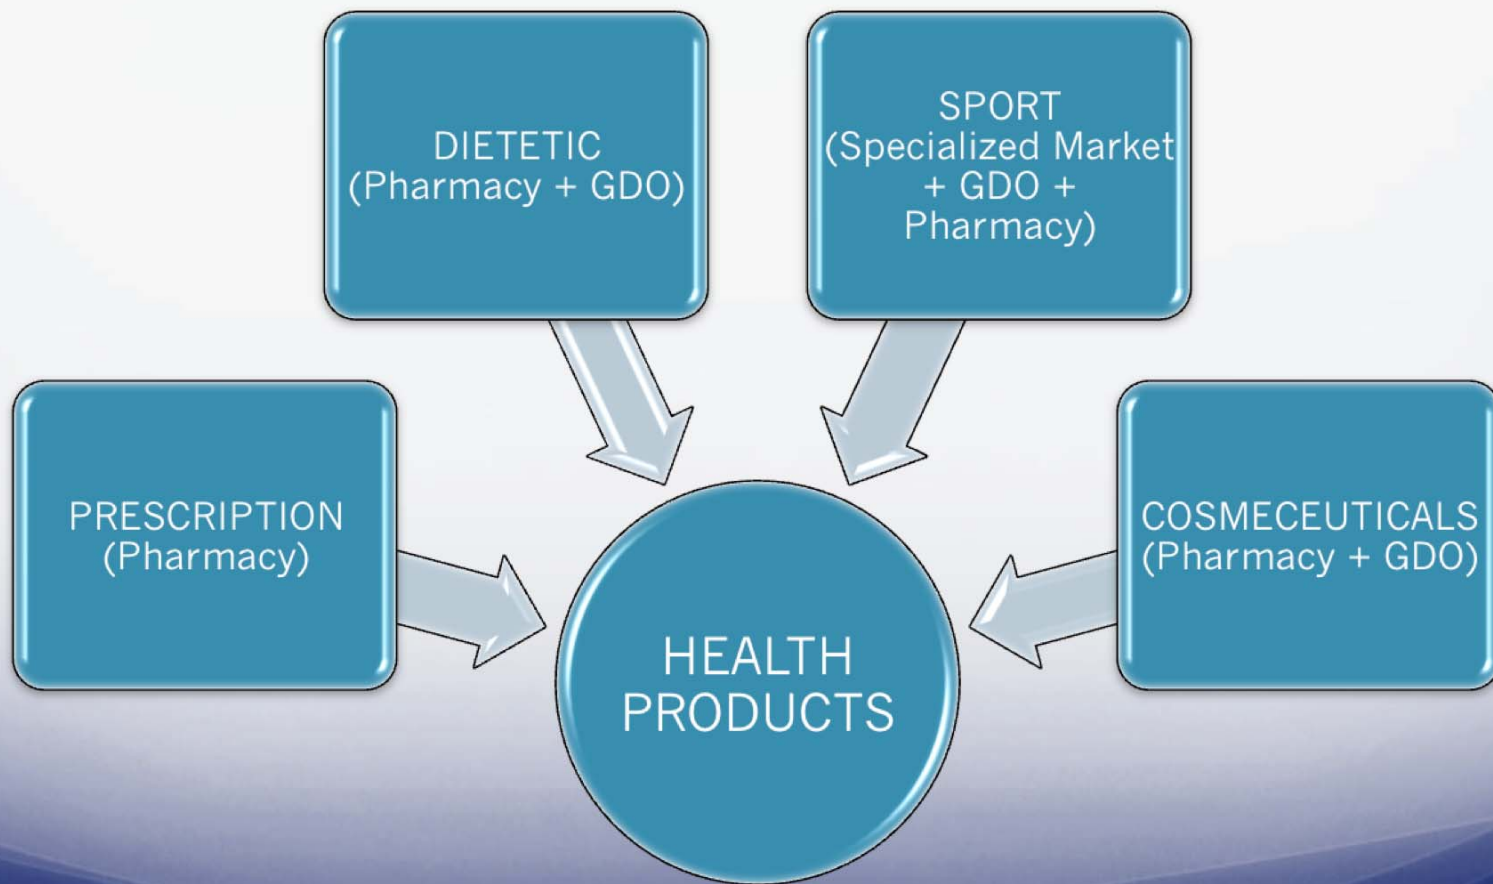 DIETETIC
(Pharmacy + GDO)
SPORT
(Specialized Market
+ GDO +
Pharmacy)
PRESCRIPTION
(Pharmacy)
COSMECEUTICALS
(Pharmacy + GDO)
HEALTH
PRODUCTS